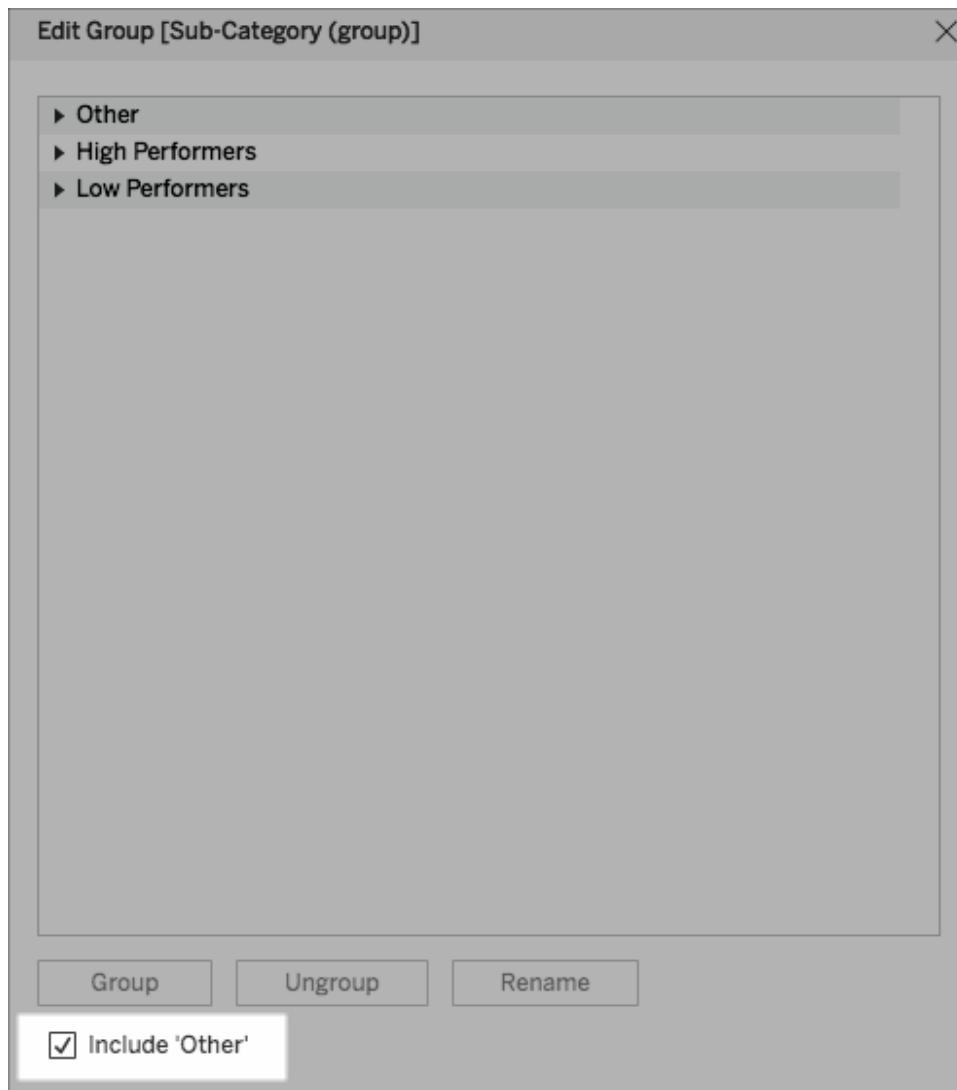 Edit Group [Sub-Category (group)]
Other
High Performers
Low Performers
Group Ungroup Rename
Include 'Other'